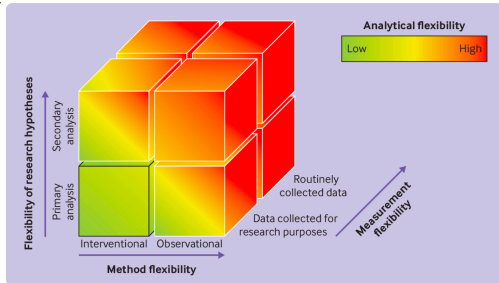 Analytical flexibility
Low High
Flexibility of research hypotheses
Secondary
analysis
Primary
analysis
Interventional Observational
Method flexibility
Routinely
collected data
Data collected for
research purposes
Measurement
flexibility